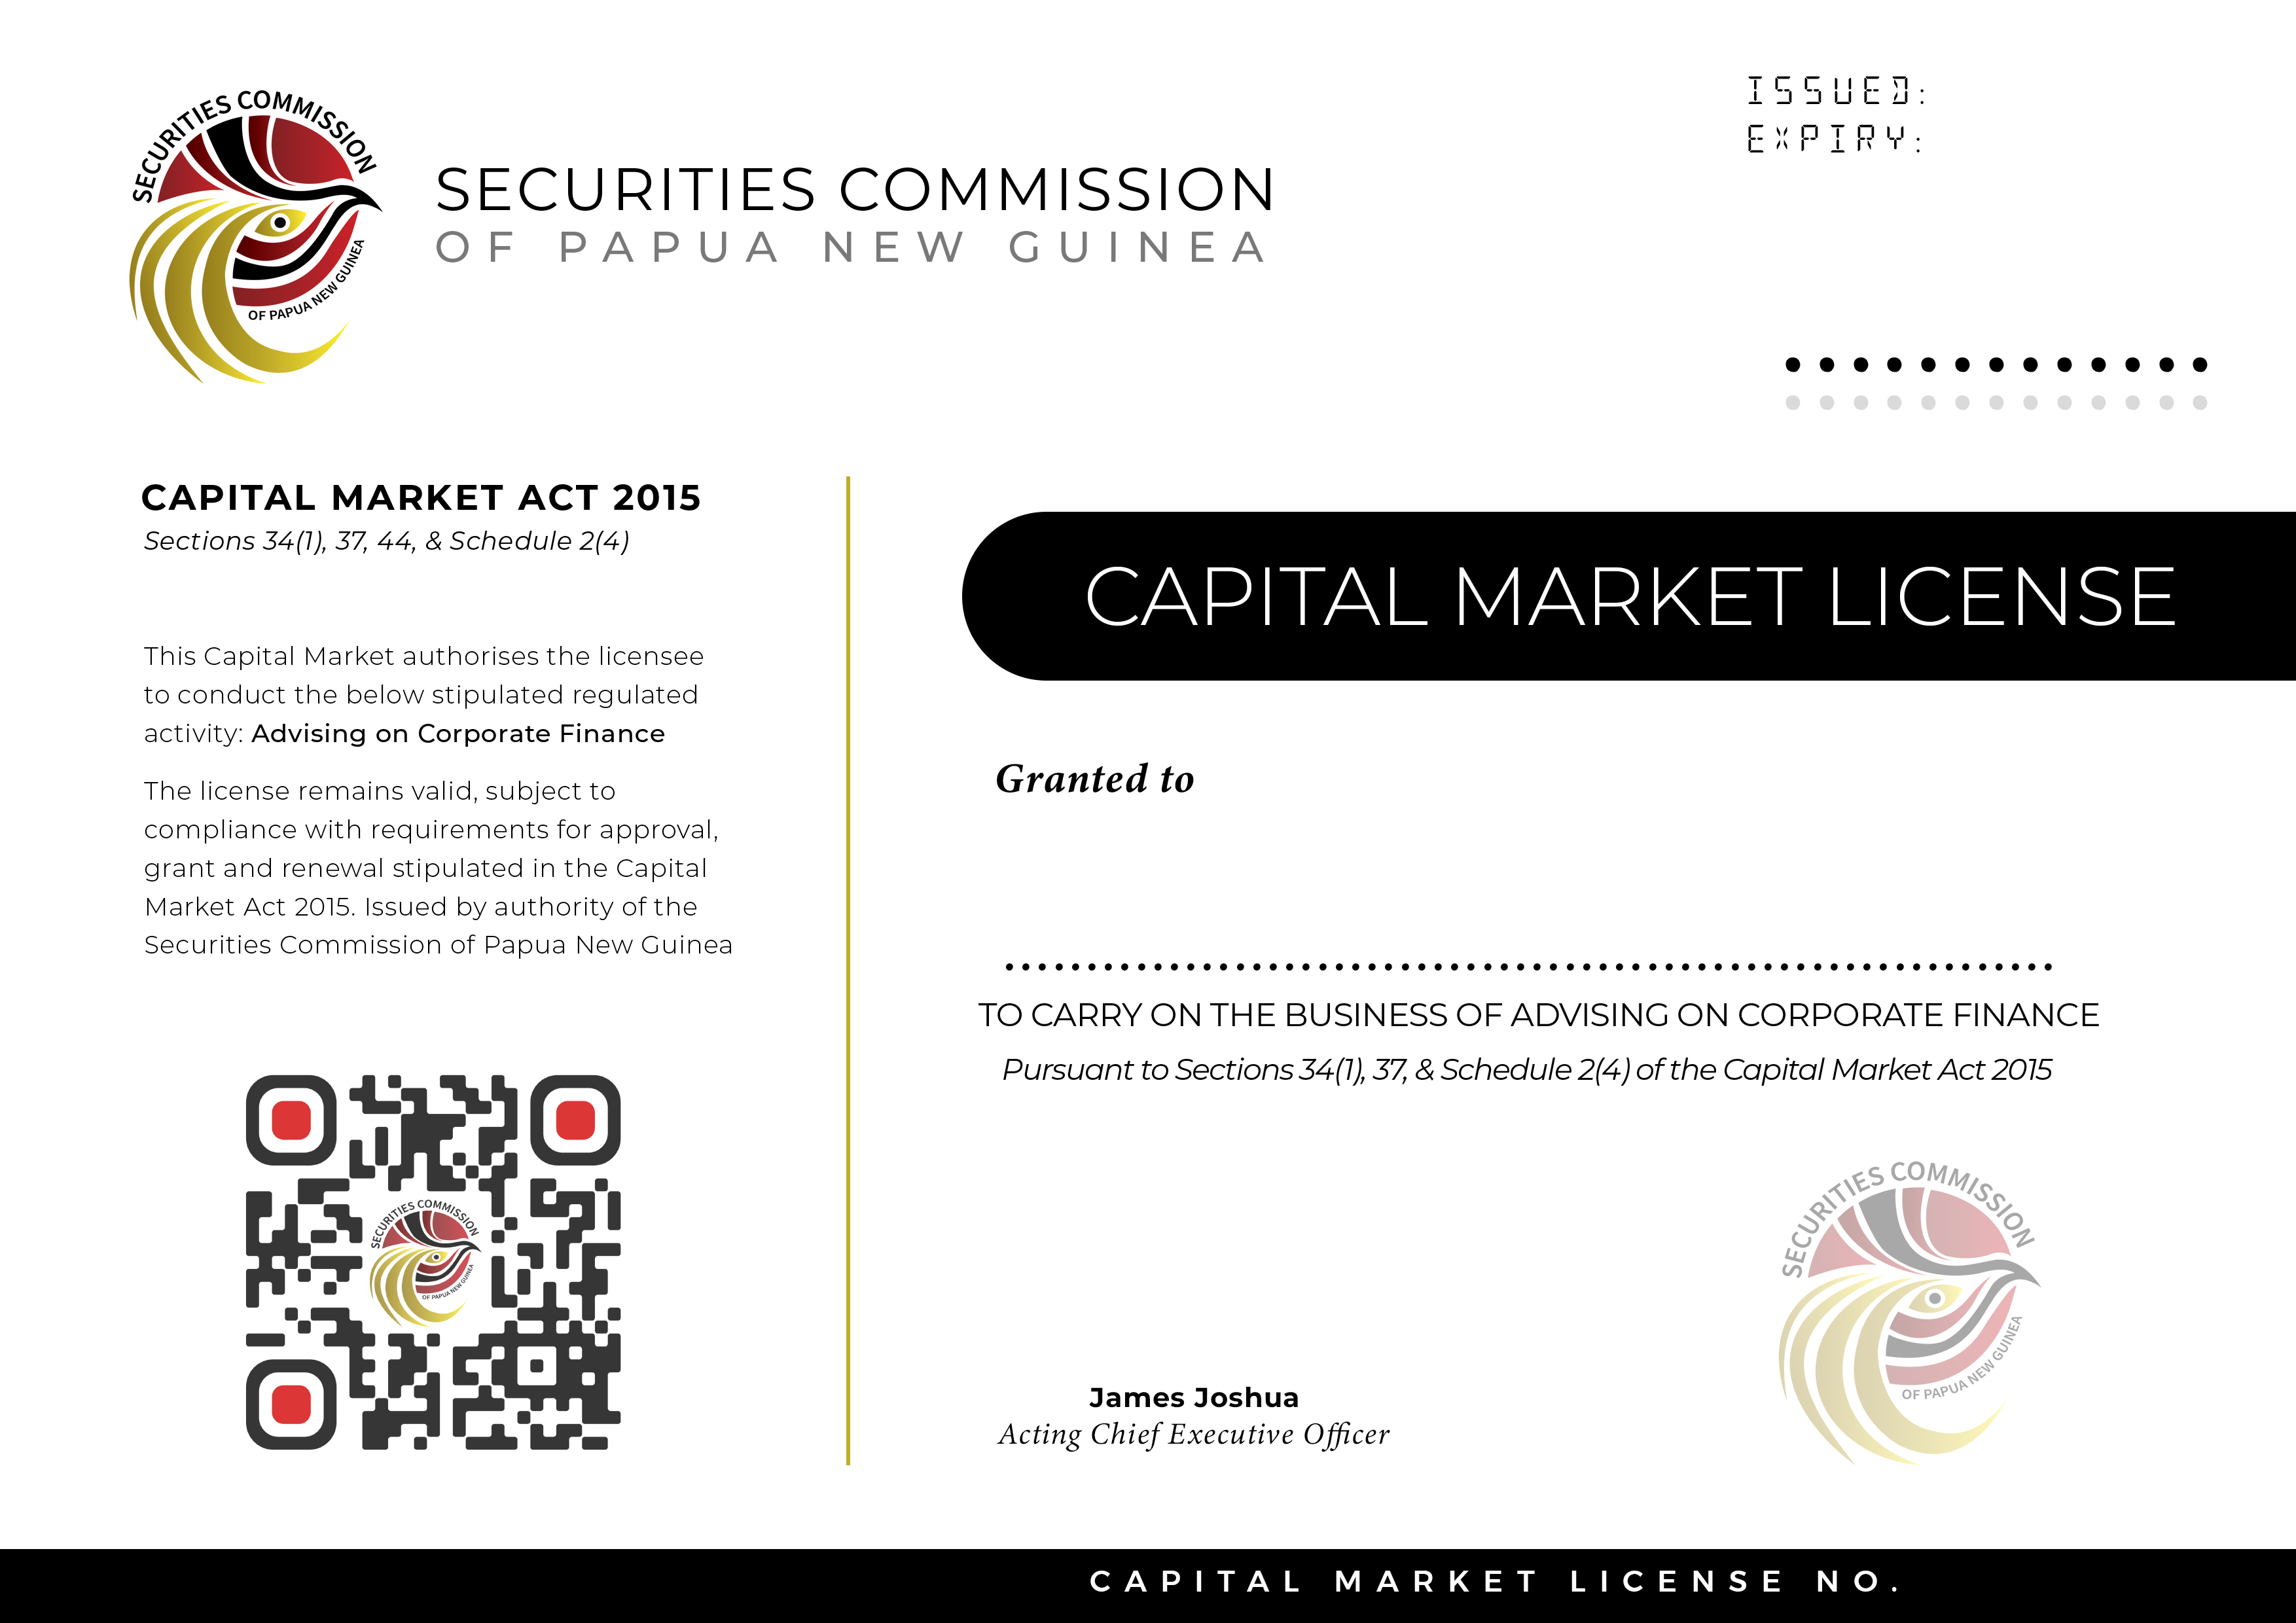 SECURITIES COMMISSION
OF PAPUA NEW GUINEA
SECURITIES COMMISSION
OF PAPUA NEW GUINEA
ISSUED:
EXPIRY:
CAPITAL MARKET ACT 2015
Sections 34(1), 37, 44, & Schedule 2(4)
This Capital Market authorises the licensee
to conduct the below stipulated regulated
activity: Advising on Corporate Finance
The license remains valid, subject to
compliance with requirements for approval,
grant and renewal stipulated in the Capital
Market Act 2015. Issued by authority of the
Securities Commission of Papua New Guinea
SECURITIES COMMISSION
OF PAPUA NEW GUINEA
CAPITAL MARKET LICENSE
Granted to
TO CARRY ON THE BUSINESS OF ADVISING ON CORPORATE FINANCE
Pursuant to Sections 34(1), 37, & Schedule 2(4) of the Capital Market Act 2015
SECURITIES COMMISSION
OF PAPUA NEW GUINEA
James Joshua
Acting Chief Executive Officer
CAPITAL MARKET LICENSE NO.